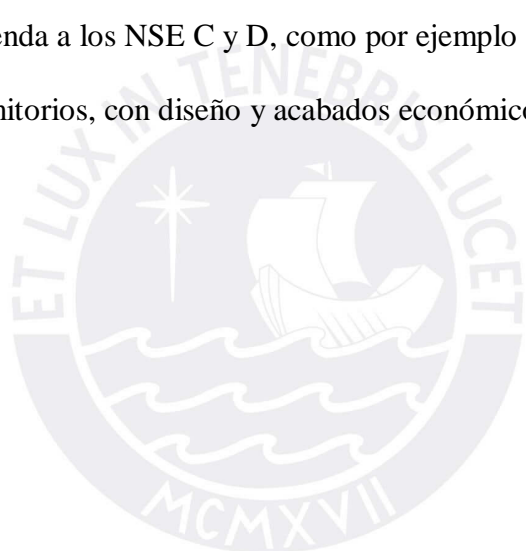 enda a los NSE C y D, como por ejemplo
nitorios, con diseño y acabados económico
ET LUX IN TENEBRIS LUCET
MCMXVII